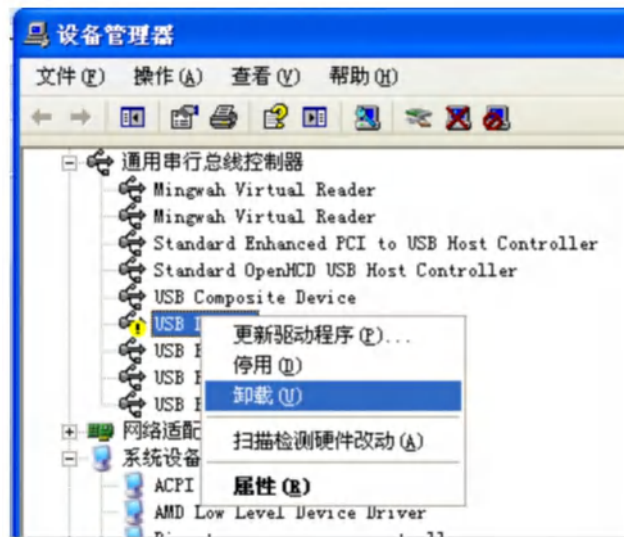 设备管理器
文件(F) 操作(A) 查看(V) 帮助(H)
通用串行总线控制器
Mingwah Virtual Reader
Mingwah Virtual Reader
Standard Enhanced PCI to USB Host Controller
Standard OpenHCD USB Host Controller
USB Composite Device
USB
更新驱动程序(P)...
USB
停用(D)
USB
卸载(U)
USB
网络适配
扫描检测硬件改动(A)
系统设备
ACPI
属性(R)
AMD Low Level Device Driver